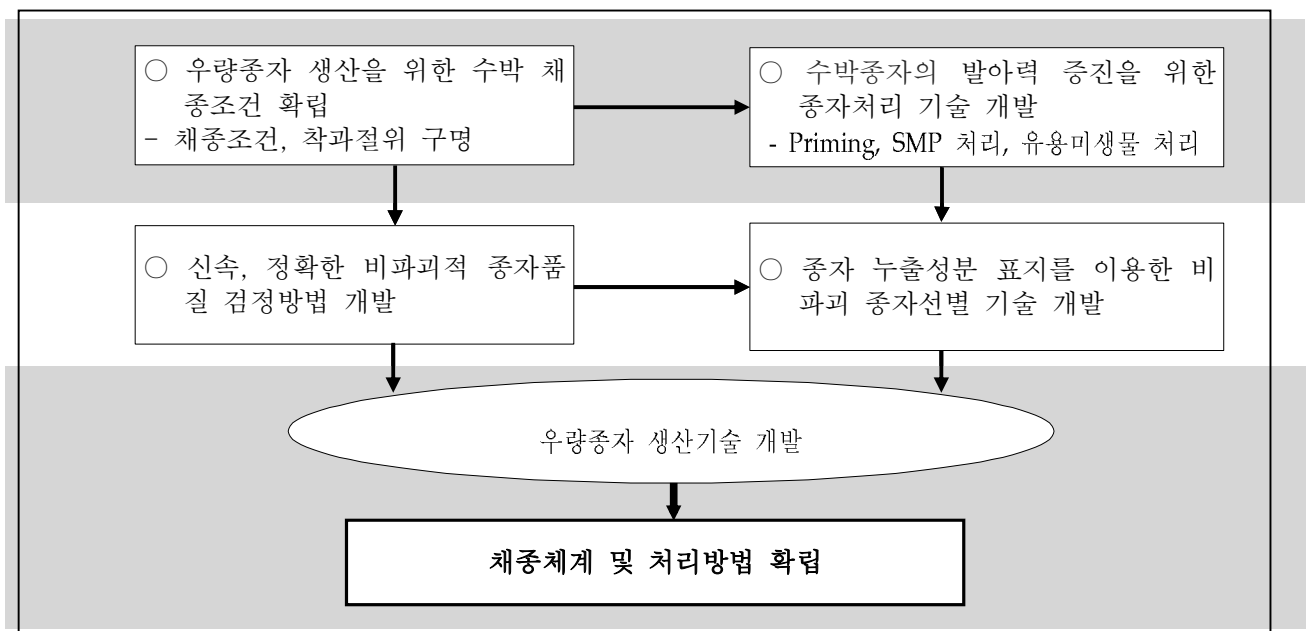 ○ 우량종자 생산을 위한 수박 채
종조건 확립
- 채종조건, 착과절위 구명
○ 수박종자의 발아력 증진을 위한
종자처리 기술 개발
- Priming, SMP 처리, 유용미생물 처리
○ 신속, 정확한 비파괴적 종자품
질 검정방법 개발
○ 종자 누출성분 표지를 이용한 비
파괴 종자선별 기술 개발
우량종자 생산기술 개발
채종체계 및 처리방법 확립